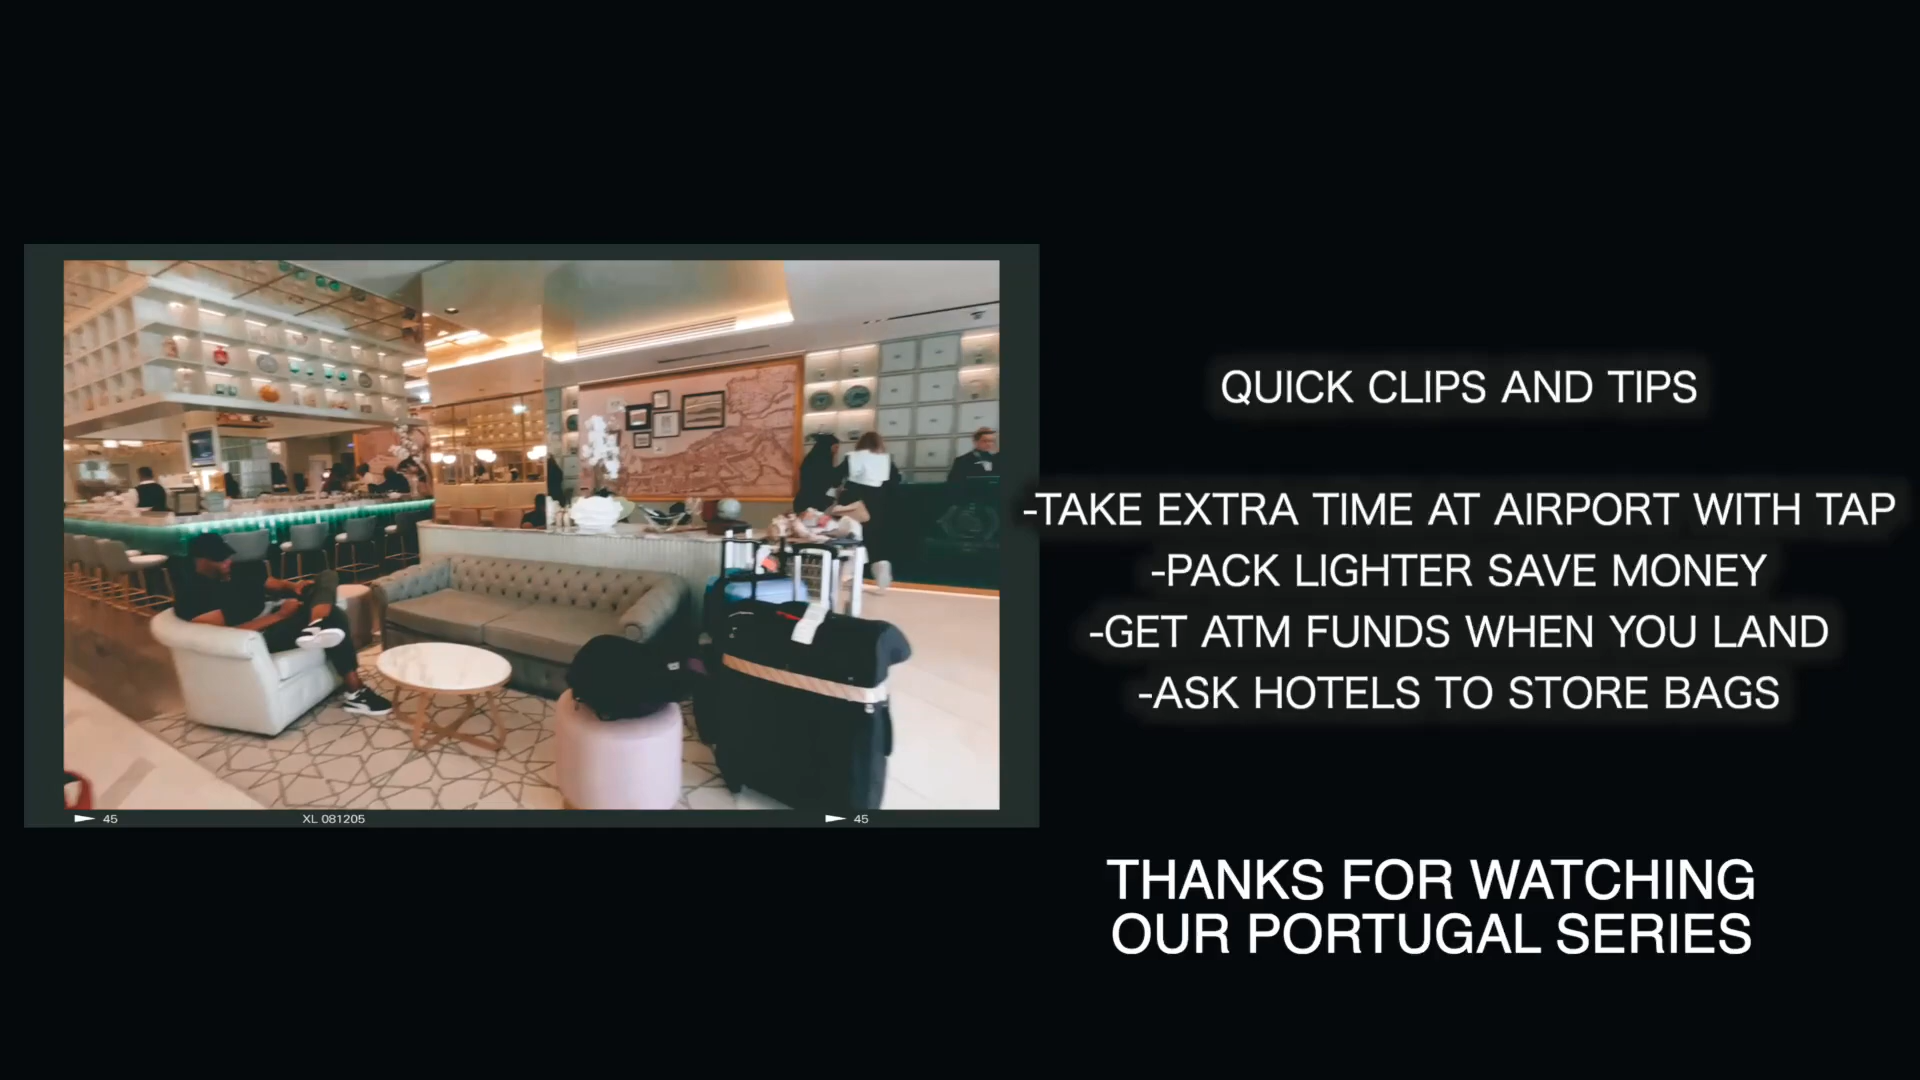 QUICK CLIPS AND TIPS
-TAKE EXTRA TIME AT AIRPORT WITH TAP
-PACK LIGHTER SAVE MONEY
-GET ATM FUNDS WHEN YOU LAND
-ASK HOTELS TO STORE BAGS
45
XL 081205
45
THANKS FOR WATCHING
OUR PORTUGAL SERIES